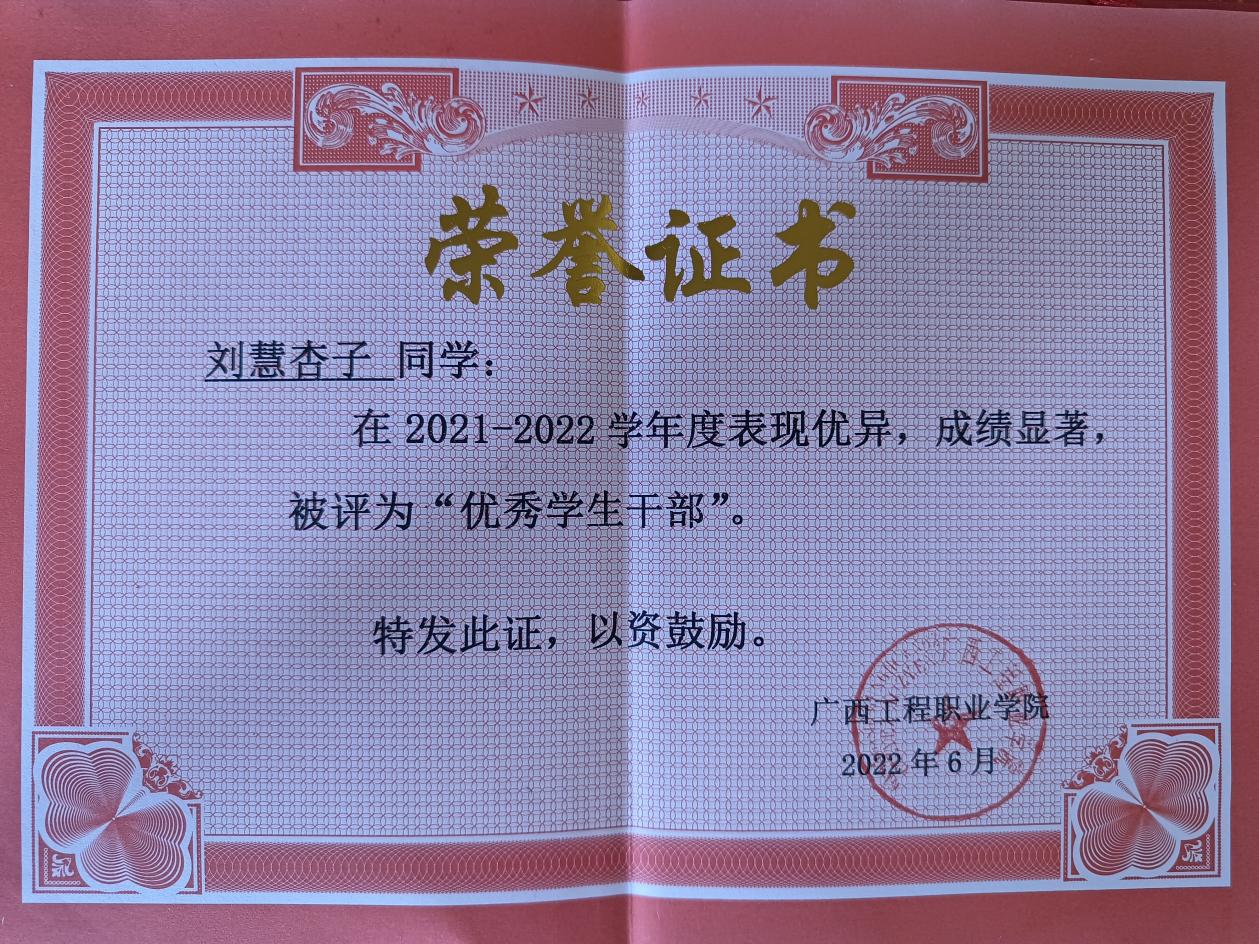 荣誉证书
刘慧杏子 同学：
在 2021-2022 学年度表现优异，成绩显著，
被评为“优秀学生干部”。
特发此证，以资鼓励。
广西工程职业学院
2022 年 6 月